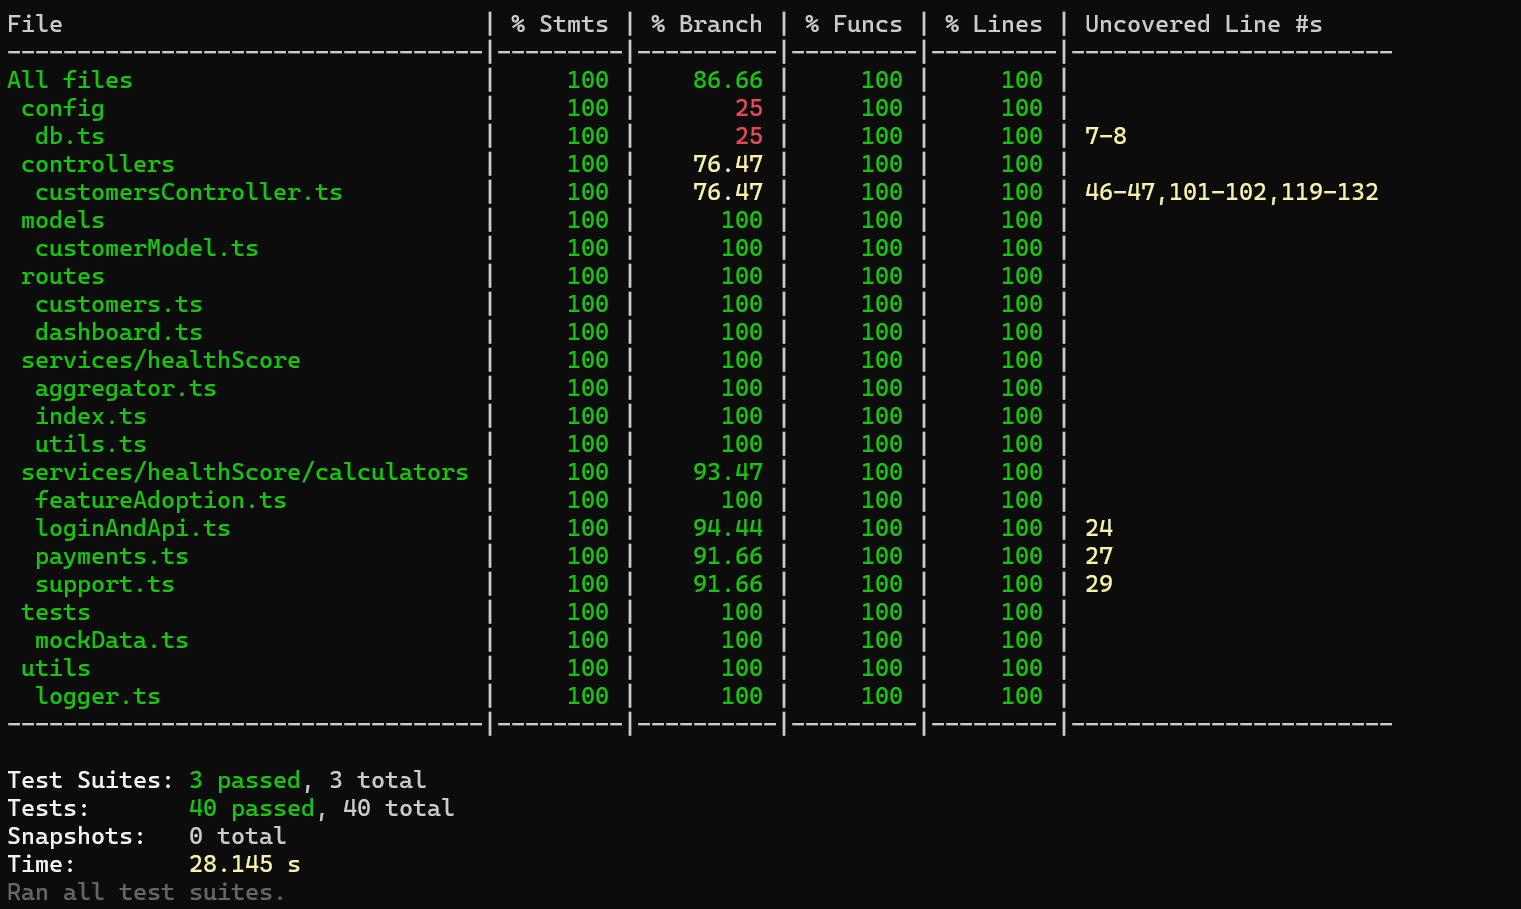 File                              | % Stmts | % Branch | % Funcs | % Lines | Uncovered Line #s
----------------------------------|---------|----------|---------|---------|-----------------------
All files                         |     100 |    86.66 |     100 |     100 |
 config                           |     100 |       25 |     100 |     100 |
  db.ts                           |     100 |       25 |     100 |     100 | 7-8
 controllers                      |     100 |    76.47 |     100 |     100 |
  customersController.ts          |     100 |    76.47 |     100 |     100 | 46-47,101-102,119-132
 models                           |     100 |      100 |     100 |     100 |
  customerModel.ts                |     100 |      100 |     100 |     100 |
 routes                           |     100 |      100 |     100 |     100 |
  customers.ts                    |     100 |      100 |     100 |     100 |
  dashboard.ts                    |     100 |      100 |     100 |     100 |
 services/healthScore             |     100 |      100 |     100 |     100 |
  aggregator.ts                   |     100 |      100 |     100 |     100 |
  index.ts                        |     100 |      100 |     100 |     100 |
  utils.ts                        |     100 |      100 |     100 |     100 |
 services/healthScore/calculators |     100 |    93.47 |     100 |     100 |
  featureAdoption.ts              |     100 |      100 |     100 |     100 |
  loginAndApi.ts                  |     100 |    94.44 |     100 |     100 | 24
  payments.ts                     |     100 |    91.66 |     100 |     100 | 27
  support.ts                      |     100 |    91.66 |     100 |     100 | 29
 tests                            |     100 |      100 |     100 |     100 |
  mockData.ts                     |     100 |      100 |     100 |     100 |
 utils                            |     100 |      100 |     100 |     100 |
  logger.ts                       |     100 |      100 |     100 |     100 |
----------------------------------|---------|----------|---------|---------|-----------------------
Test Suites: 3 passed, 3 total
Tests:       40 passed, 40 total
Snapshots:   0 total
Time:        28.145 s
Ran all test suites.